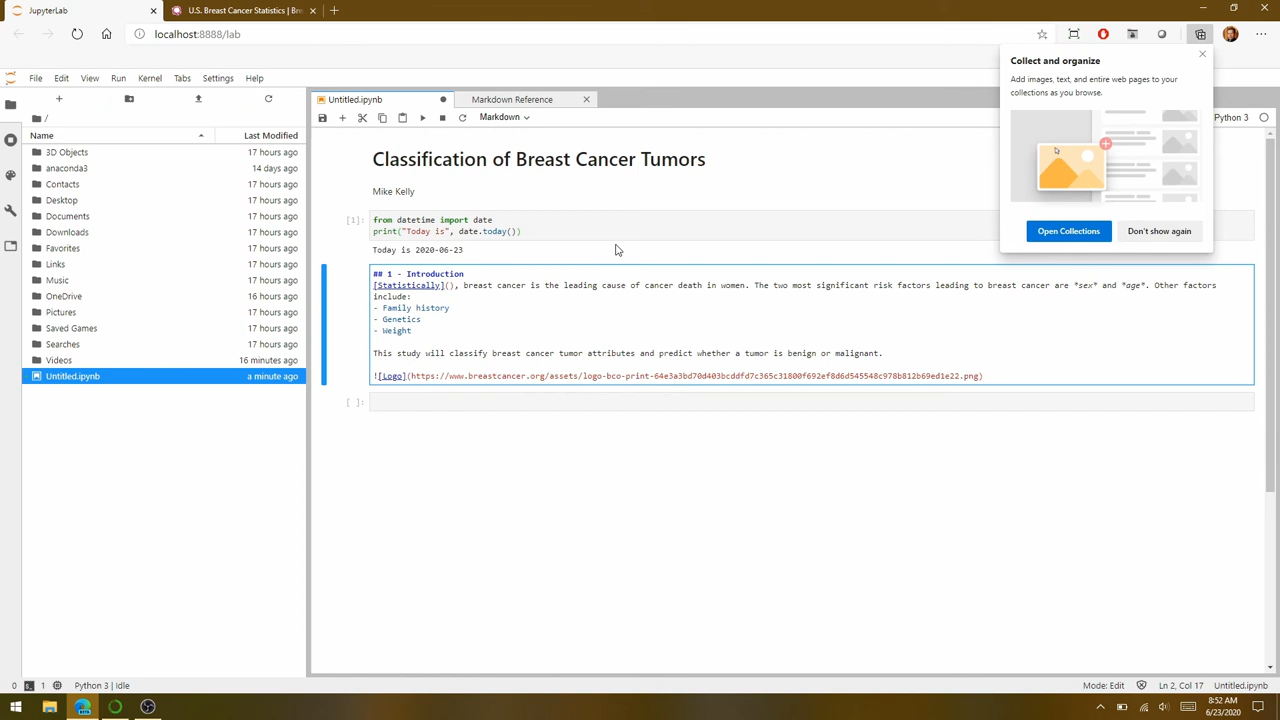 JupyterLab
U.S. Breast Cancer Statistics | Bre
localhost:8888/lab
File Edit View Run Kernel Tabs Settings Help
Collect and organize
Add images, text, and entire web pages to your
collections as you browse.
Open Collections Don't show again
/
Name Last Modified
3D Objects 17 hours ago
anaconda3 14 days ago
Contacts 17 hours ago
Desktop 17 hours ago
Documents 17 hours ago
Downloads 17 hours ago
Favorites 17 hours ago
Links 17 hours ago
Music 17 hours ago
OneDrive 16 hours ago
Pictures 17 hours ago
Saved Games 17 hours ago
Searches 17 hours ago
Videos 16 minutes ago
Untitled.ipynb a minute ago
Untitled.ipynb Markdown Reference
Markdown Python 3
Classification of Breast Cancer Tumors
Mike Kelly
[1]: from datetime import date
print("Today is", date.today())
Today is 2020-06-23
## 1 - Introduction
[Statistically](), breast cancer is the leading cause of cancer death in women. The two most significant risk factors leading to breast cancer are *sex* and *age*. Other factors
include:
- Family history
- Genetics
- Weight
This study will classify breast cancer tumor attributes and predict whether a tumor is benign or malignant.
![Logo](https://www.breastcancer.org/assets/logo-bco-print-64e3a3bd70d403bcddfd7c365c31800f692ef8d6d545548c978b812b69ed1e22.png)
[ ]:
0 1 Python 3 | Idle Mode: Edit Ln 2, Col 17 Untitled.ipynb
8:52 AM
6/23/2020